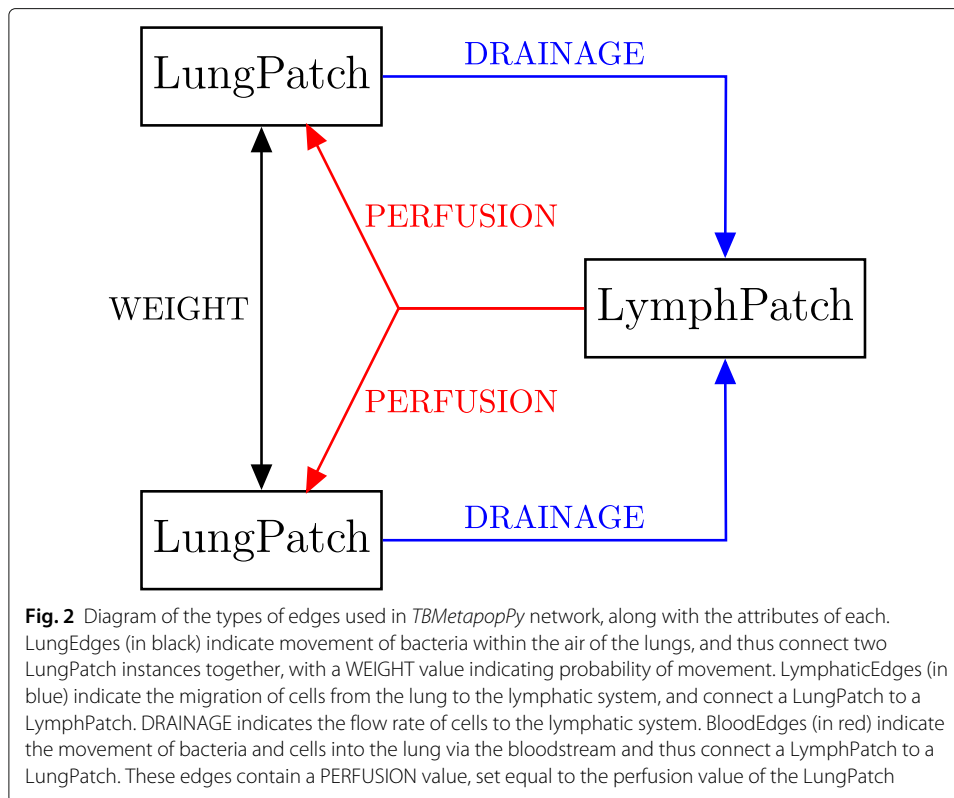 LungPatch
DRAINAGE
PERFUSION
WEIGHT
LymphPatch
PERFUSION
LungPatch
DRAINAGE
Fig. 2 Diagram of the types of edges used in TBMetapopPy network, along with the attributes of each.
LungEdges (in black) indicate movement of bacteria within the air of the lungs, and thus connect two
LungPatch instances together, with a WEIGHT value indicating probability of movement. LymphaticEdges (in
blue) indicate the migration of cells from the lung to the lymphatic system, and connect a LungPatch to a
LymphPatch. DRAINAGE indicates the flow rate of cells to the lymphatic system. BloodEdges (in red) indicate
the movement of bacteria and cells into the lung via the bloodstream and thus connect a LymphPatch to a
LungPatch. These edges contain a PERFUSION value, set equal to the perfusion value of the LungPatch